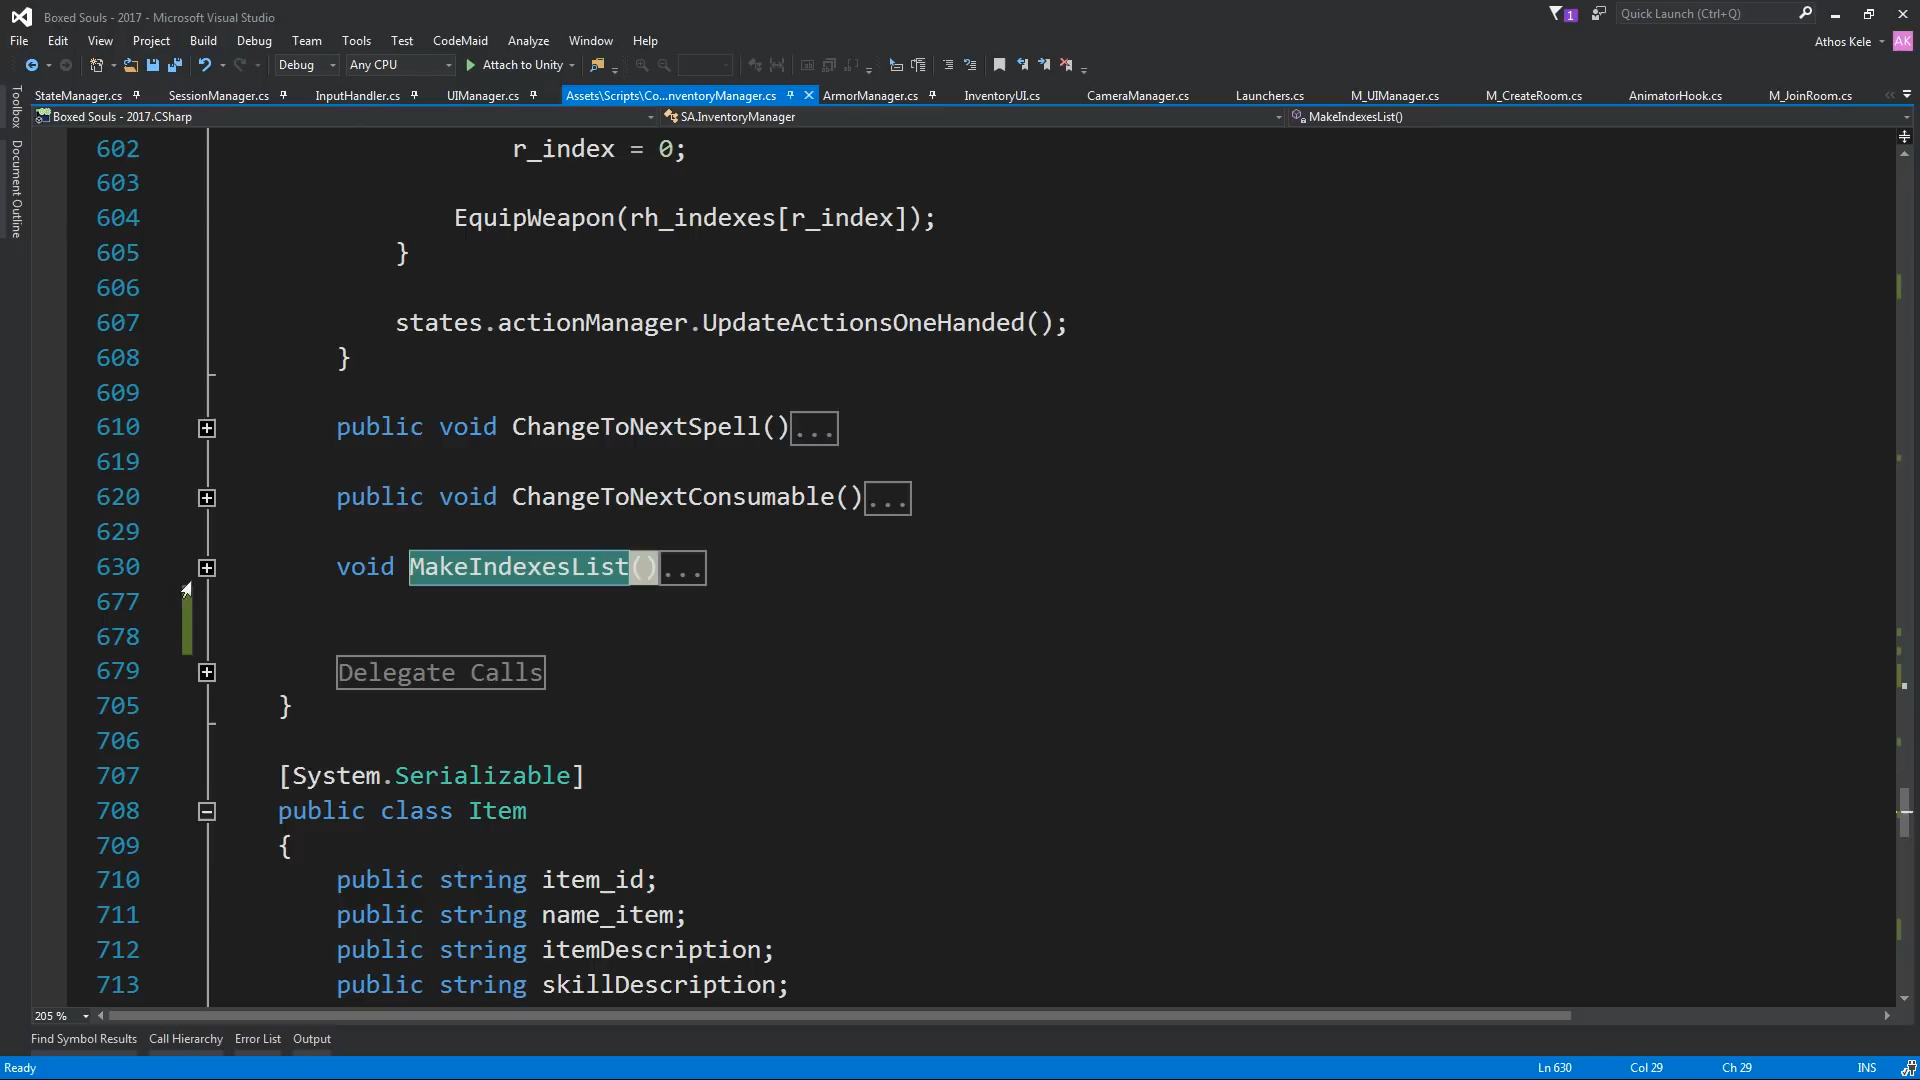 Boxed Souls - 2017 - Microsoft Visual Studio
1
Quick Launch (Ctrl+Q)
File Edit View Project Build Debug Team Tools Test CodeMaid Analyze Window Help
Athos Kele AK
Debug Any CPU Attach to Unity
StateManager.cs SessionManager.cs InputHandler.cs UIManager.cs Assets\Scripts\Co...nventoryManager.cs ArmorManager.cs InventoryUI.cs CameraManager.cs Launchers.cs M_UIManager.cs M_CreateRoom.cs AnimatorHook.cs M_JoinRoom.cs
Boxed Souls - 2017.CSharp SA.InventoryManager MakeIndexesList()
Toolbox
Document Outline
602 r_index = 0;
603
604 EquipWeapon(rh_indexes[r_index]);
605 }
606
607 states.actionManager.UpdateActionsOneHanded();
608 }
609
610 public void ChangeToNextSpell()...
619
620 public void ChangeToNextConsumable()...
629
630 void MakeIndexesList()...
677
678
679 Delegate Calls
705 }
706
707 [System.Serializable]
708 public class Item
709 {
710 public string item_id;
711 public string name_item;
712 public string itemDescription;
713 public string skillDescription;
205 %
Find Symbol Results Call Hierarchy Error List Output
Ready Ln 630 Col 29 Ch 29 INS